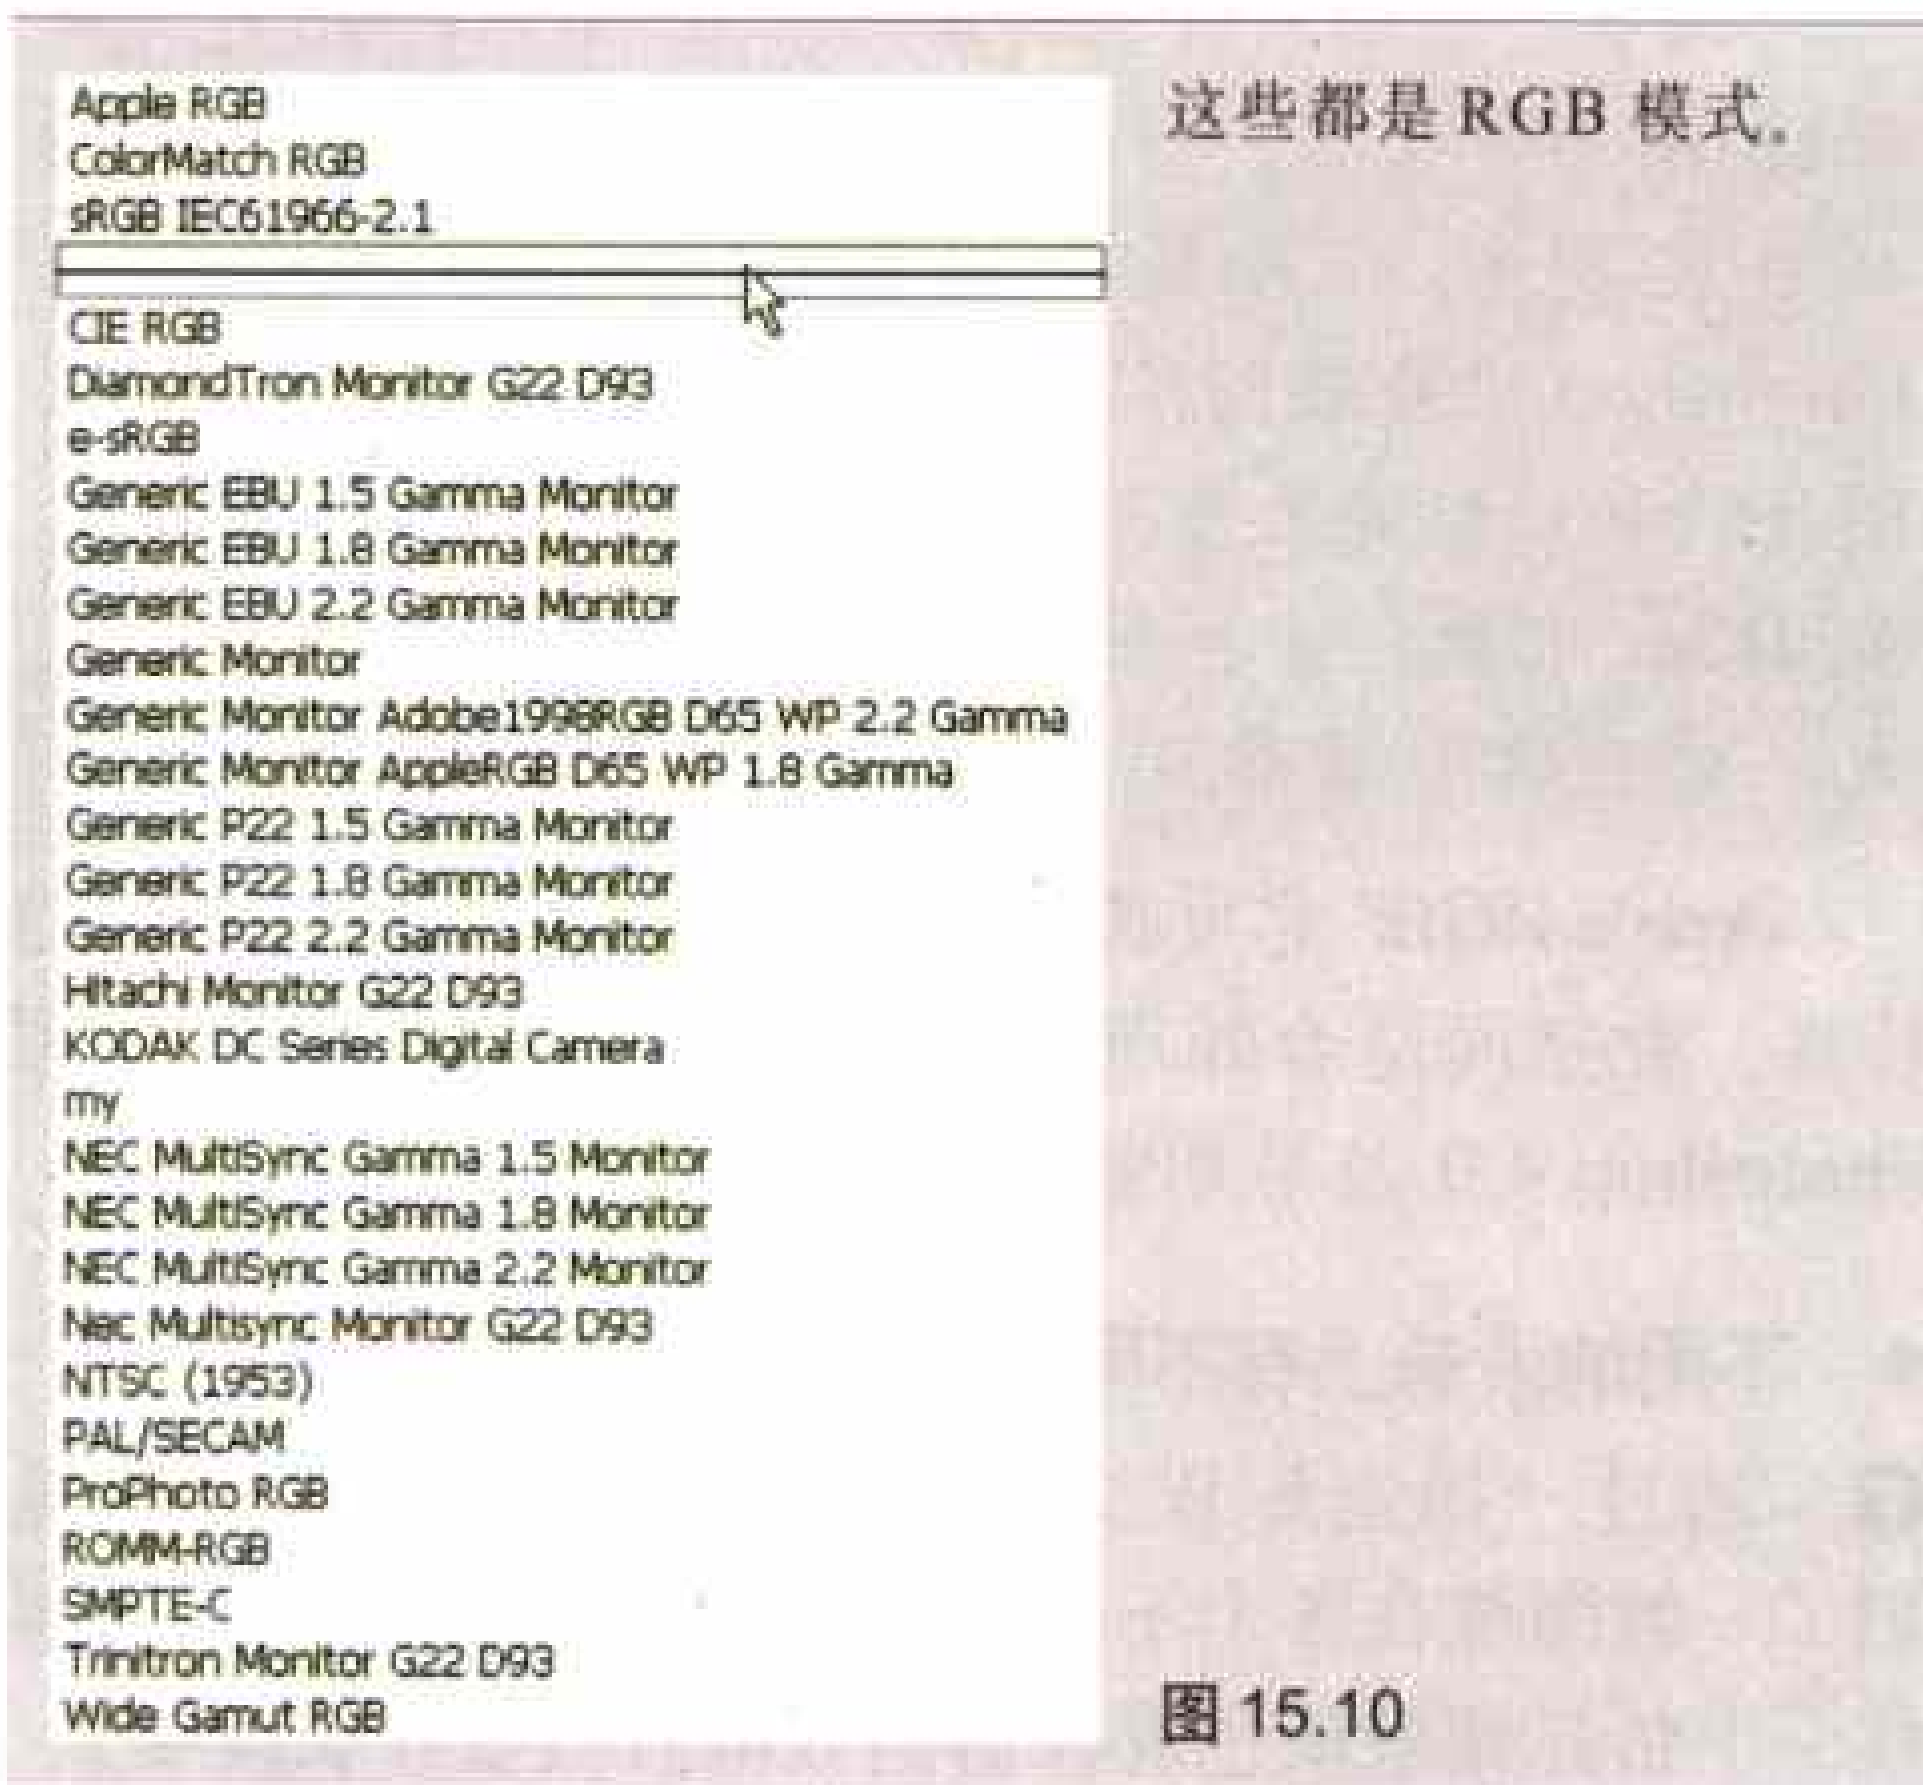 Apple RGB
ColorMatch RGB
sRGB IEC61966-2.1
CIE RGB
DiamondTron Monitor G22 D93
e-sRGB
Generic EBU 1.5 Gamma Monitor
Generic EBU 1.8 Gamma Monitor
Generic EBU 2.2 Gamma Monitor
Generic Monitor
Generic Monitor Adobe1998RGB D65 WP 2.2 Gamma
Generic Monitor AppleRGB D65 WP 1.8 Gamma
Generic P22 1.5 Gamma Monitor
Generic P22 1.8 Gamma Monitor
Generic P22 2.2 Gamma Monitor
Hitachi Monitor G22 D93
KODAK DC Series Digital Camera
my
NEC MultiSync Gamma 1.5 Monitor
NEC MultiSync Gamma 1.8 Monitor
NEC MultiSync Gamma 2.2 Monitor
Nec Multisync Monitor G22 D93
NTSC (1953)
PAL/SECAM
ProPhoto RGB
ROMM-RGB
SMPTE-C
Trinitron Monitor G22 D93
Wide Gamut RGB
这些都是 RGB 模式。
图 15.10